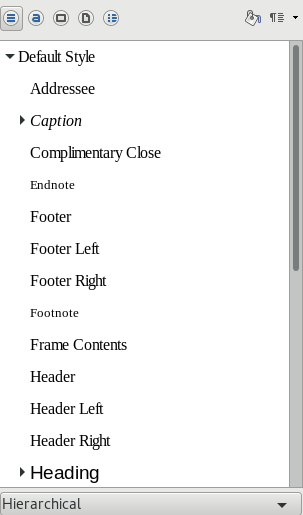 Default Style
Addressee
Caption
Complimentary Close
Endnote
Footer
Footer Left
Footer Right
Footnote
Frame Contents
Header
Header Left
Header Right
Heading
Hierarchical